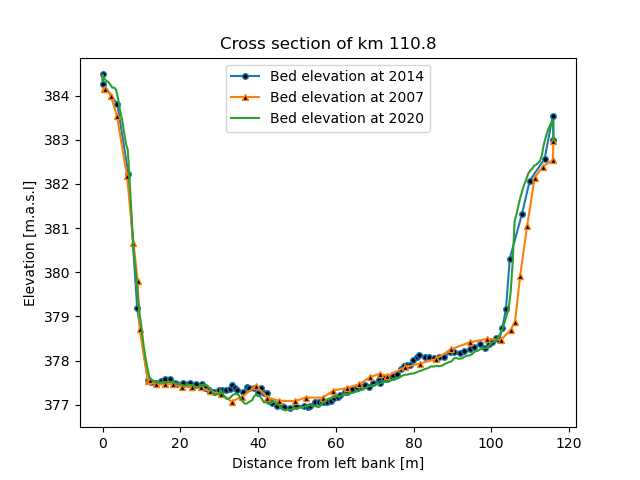 Cross section of km 110.8
Bed elevation at 2014
Bed elevation at 2007
Bed elevation at 2020
Elevation [m.a.s.l]
384
383
382
381
380
379
378
377
0 20 40 60 80 100 120
Distance from left bank [m]